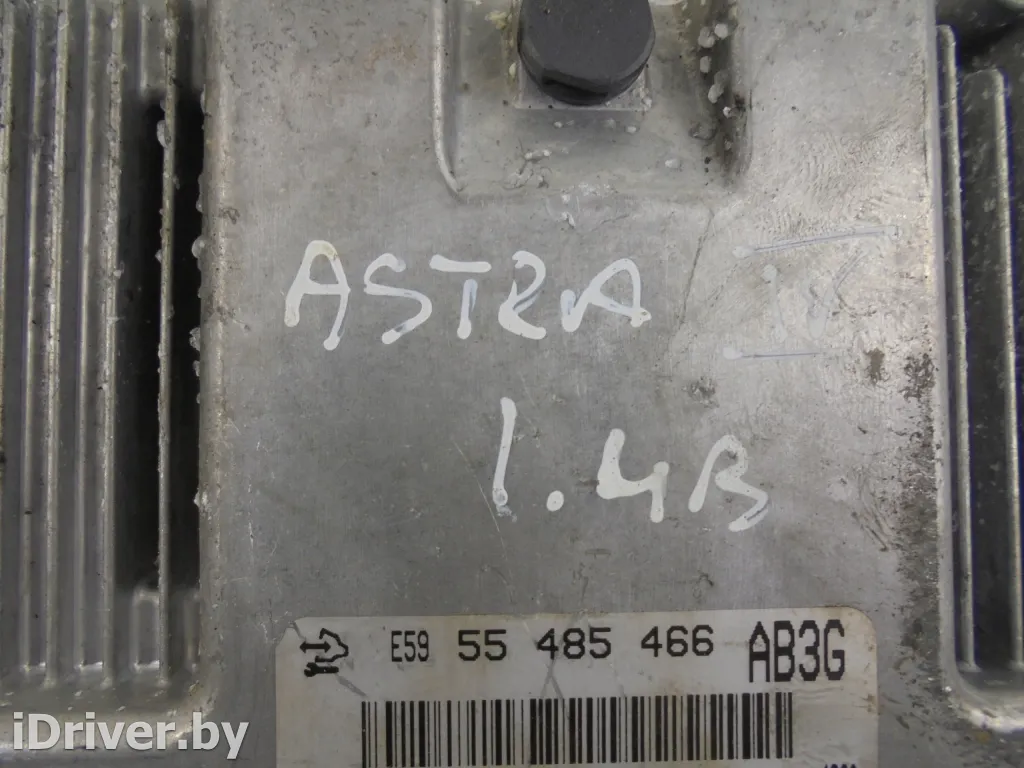 ASTRA
1.4B
E59 55 485 466 AB3G
iDriver.by